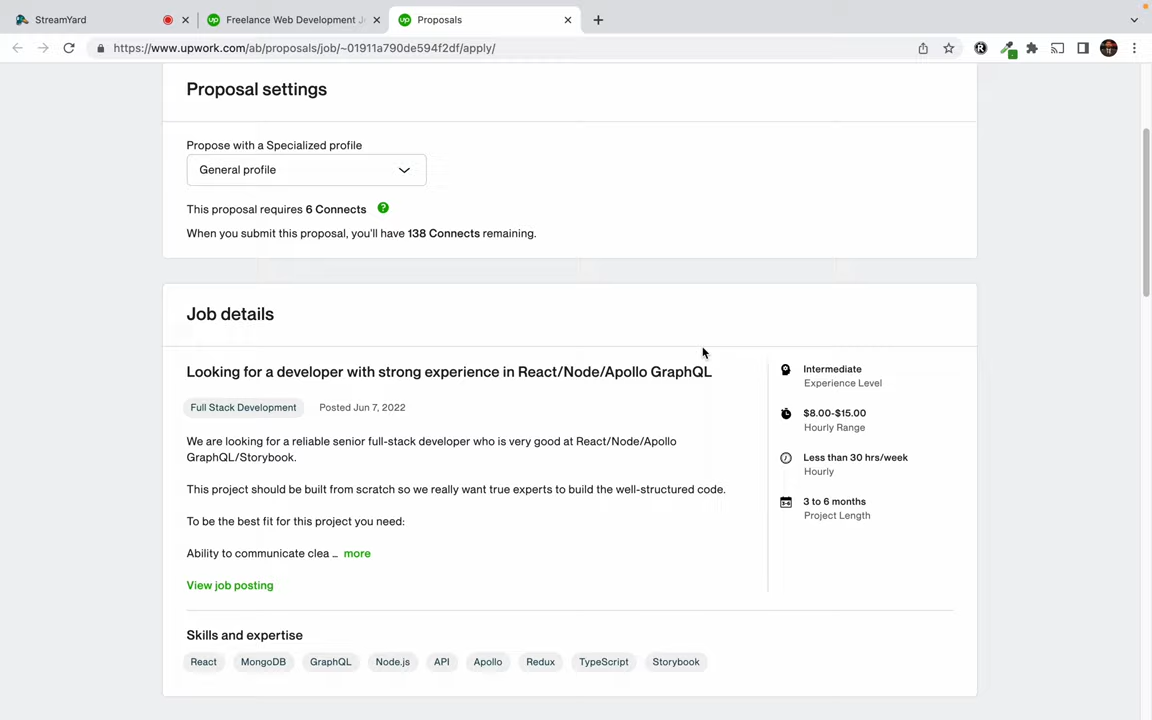 StreamYard
Freelance Web Development J
Proposals
https://www.upwork.com/ab/proposals/job/~01911a790de594f2df/apply/
Proposal settings
Propose with a Specialized profile
General profile
This proposal requires 6 Connects
When you submit this proposal, you'll have 138 Connects remaining.
Job details
Looking for a developer with strong experience in React/Node/Apollo GraphQL
Full Stack Development
Posted Jun 7, 2022
We are looking for a reliable senior full-stack developer who is very good at React/Node/Apollo
GraphQL/Storybook.
This project should be built from scratch so we really want true experts to build the well-structured code.
To be the best fit for this project you need:
Ability to communicate clea … more
View job posting
Intermediate
Experience Level
$8.00-$15.00
Hourly Range
Less than 30 hrs/week
Hourly
3 to 6 months
Project Length
Skills and expertise
React
MongoDB
GraphQL
Node.js
API
Apollo
Redux
TypeScript
Storybook